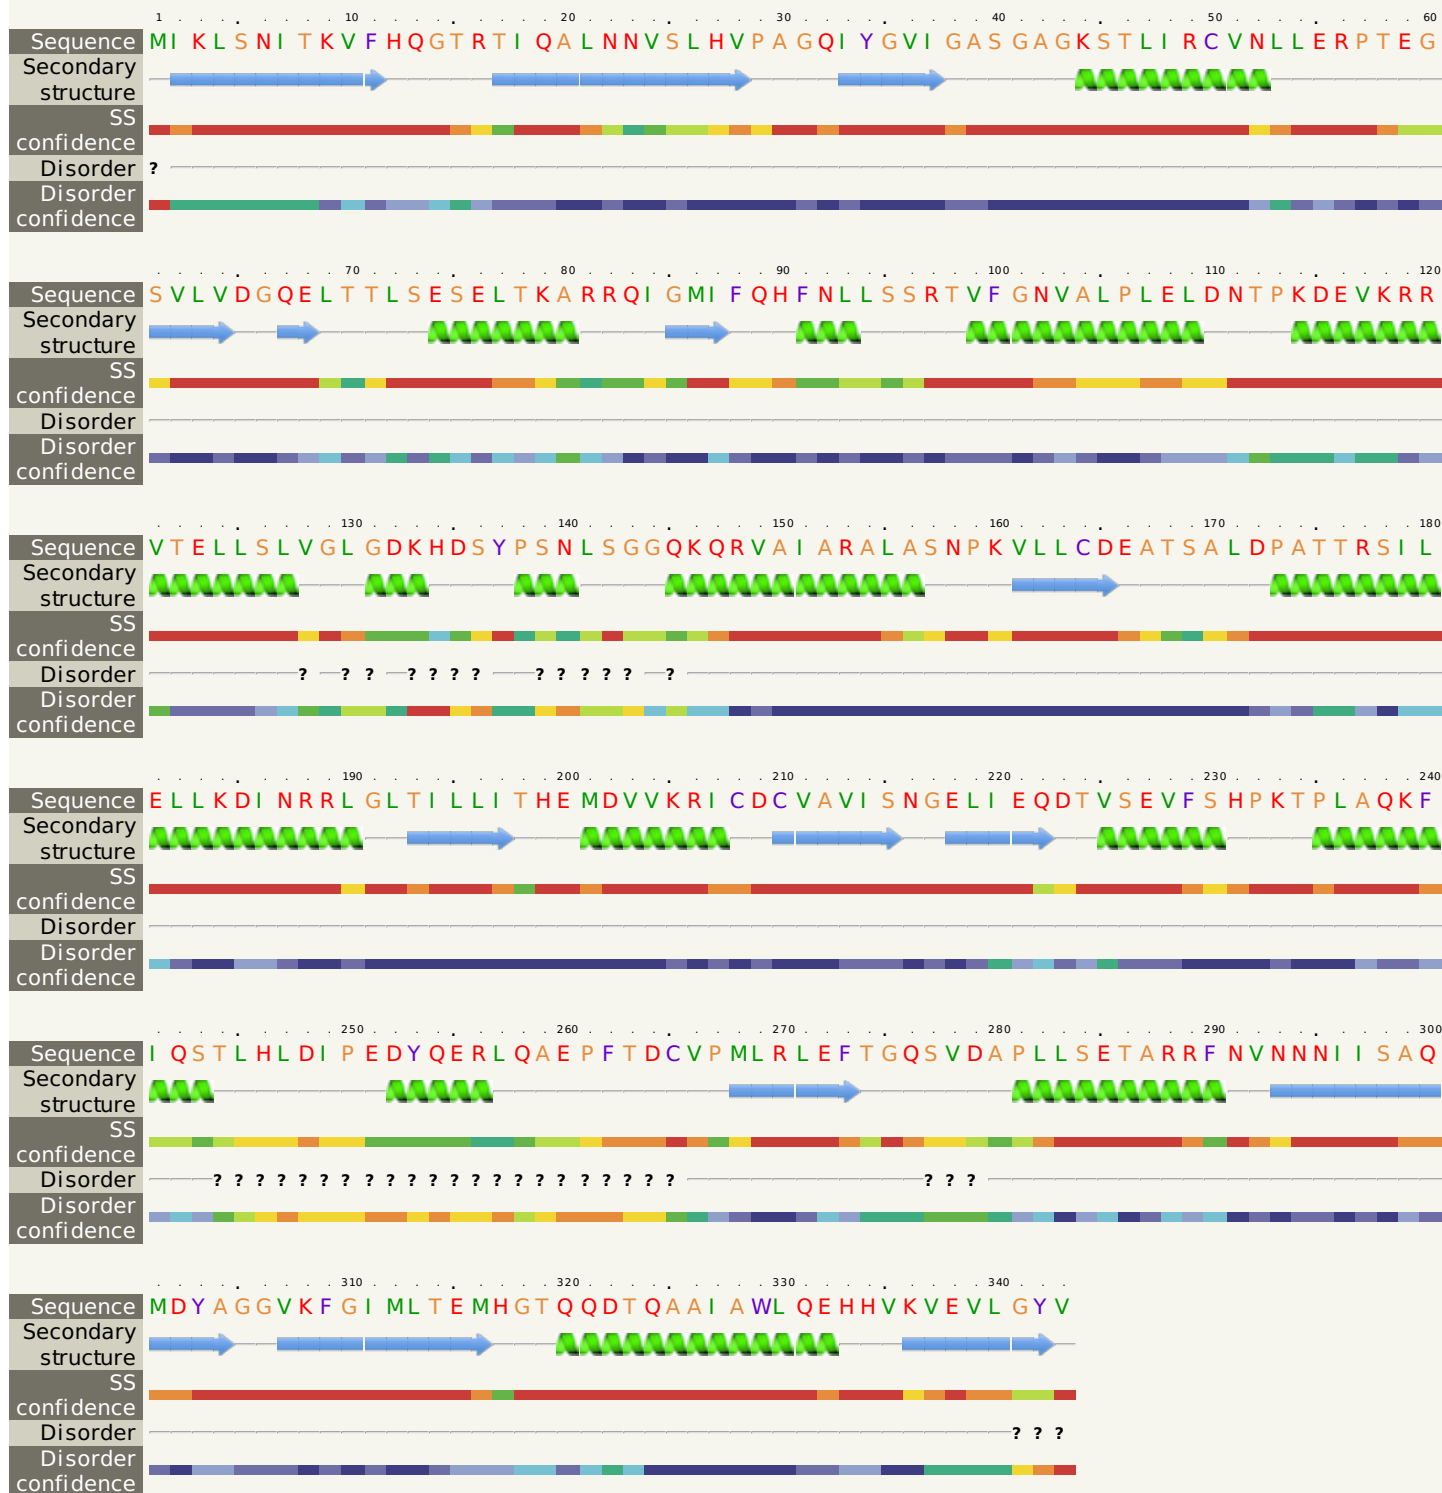 1 10 20 30 40 50 60
Sequence MIKLSNITKVFHQGTRTIQALNNVSLHVPAGQIYGVIGASGAGKSTLIRCVNLLERPTEG
Secondary
structure
SS
confidence
Disorder ?
Disorder
confidence
70 80 90 100 110 120
Sequence SVLVDGQELTTLSESELTKARRQIGMIFQHFNLLSSRTVFGNVALPLELDNTPKDEVKRR
Secondary
structure
SS
confidence
Disorder
Disorder
confidence
130 140 150 160 170 180
Sequence VTELLSLVGLGDKHDSYPSNLSGGQKQRVAIARALASNPKVLLCDEATSALDPATTRSIL
Secondary
structure
SS
confidence
Disorder ? ? ? ? ? ? ? ? ? ? ? ? ?
Disorder
confidence
190 200 210 220 230 240
Sequence ELLKDINRRLGLTILLITHEMDVVKRICDCVAVISNGELIEQDTVSEVFSHPKTPLAQKF
Secondary
structure
SS
confidence
Disorder
Disorder
confidence
250 260 270 280 290 300
Sequence IQSTLHLDIPEDYQERLQAEPFTDCVPMLRLEFTGQSVDAPLLSETARRFNVNNNIISAQ
Secondary
structure
SS
confidence
Disorder ? ? ? ? ? ? ? ? ? ? ? ? ? ? ? ? ? ? ? ? ? ? ? ? ?
Disorder
confidence
310 320 330 340
Sequence MDYAGGVKFGIMLTEMHGTQQDTQAAIAWLQEHHVKVEVLGYV
Secondary
structure
SS
confidence
Disorder ? ? ?
Disorder
confidence